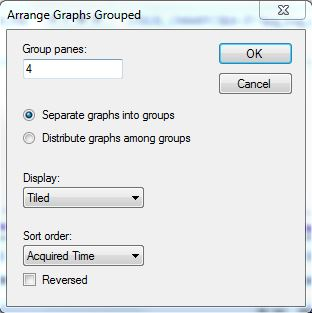 Arrange Graphs Grouped
Group panes:
4
OK
Cancel
Separate graphs into groups
Distribute graphs among groups
Display:
Tiled
Sort order:
Acquired Time
Reversed